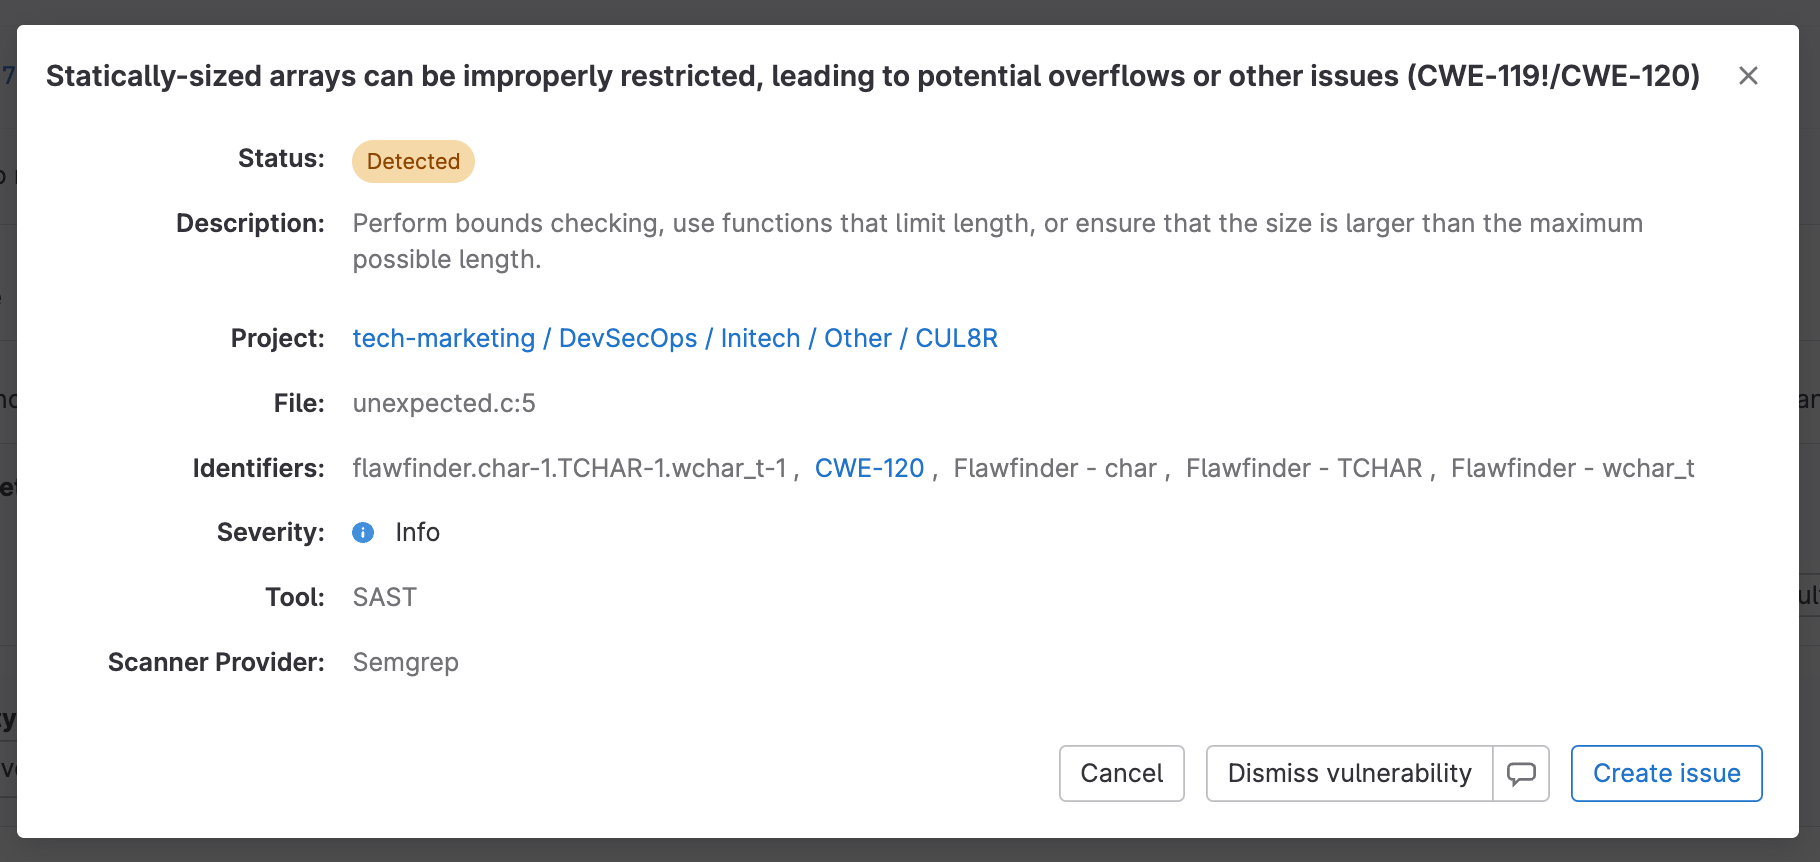 Statically-sized arrays can be improperly restricted, leading to potential overflows or other issues (CWE-119!/CWE-120)
Status: Detected
Description: Perform bounds checking, use functions that limit length, or ensure that the size is larger than the maximum
possible length.
Project: tech-marketing / DevSecOps / Initech / Other / CUL8R
File: unexpected.c:5
Identifiers: flawfinder.char-1.TCHAR-1.wchar_t-1 , CWE-120 , Flawfinder - char , Flawfinder - TCHAR , Flawfinder - wchar_t
Severity: Info
Tool: SAST
Scanner Provider: Semgrep
Cancel Dismiss vulnerability Create issue